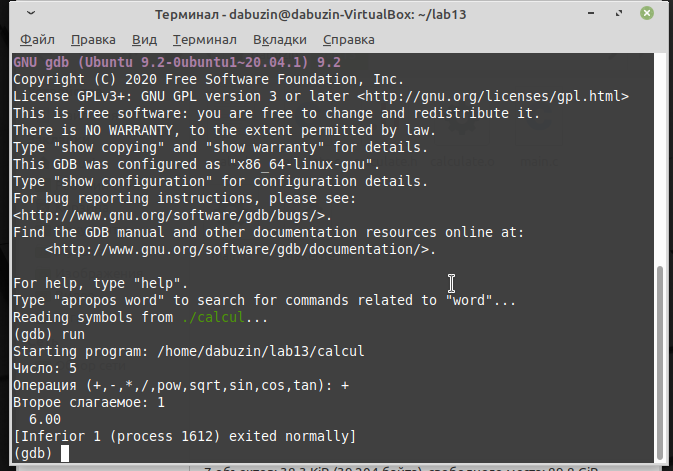 Терминал - dabuzin@dabuzin-VirtualBox: ~/lab13
Файл Правка Вид Терминал Вкладки Справка
GNU gdb (Ubuntu 9.2-0ubuntu1~20.04.1) 9.2
Copyright (C) 2020 Free Software Foundation, Inc.
License GPLv3+: GNU GPL version 3 or later <http://gnu.org/licenses/gpl.html>
This is free software: you are free to change and redistribute it.
There is NO WARRANTY, to the extent permitted by law.
Type "show copying" and "show warranty" for details.
This GDB was configured as "x86_64-linux-gnu".
Type "show configuration" for configuration details.
For bug reporting instructions, please see:
<http://www.gnu.org/software/gdb/bugs/>.
Find the GDB manual and other documentation resources online at:
    <http://www.gnu.org/software/gdb/documentation/>.
For help, type "help".
Type "apropos word" to search for commands related to "word"...
Reading symbols from ./calcul...
(gdb) run
Starting program: /home/dabuzin/lab13/calcul
Число: 5
Операция (+,-,*,/,pow,sqrt,sin,cos,tan): +
Второе слагаемое: 1
  6.00
[Inferior 1 (process 1612) exited normally]
(gdb)